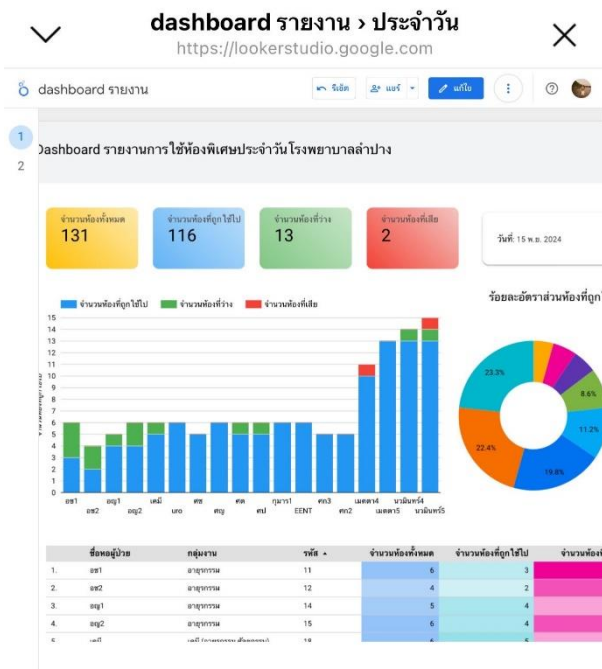 dashboard รายงาน › ประจำวัน
https://lookerstudio.google.com
dashboard รายงาน
รีเซ็ต
แชร์
แก้ไข
1
2
Dashboard รายงานการใช้ห้องพิเศษประจำวัน โรงพยาบาลลำปาง
จำนวนห้องทั้งหมด
131
จำนวนห้องที่ถูกใช้ไป
116
จำนวนห้องที่ว่าง
13
จำนวนห้องที่เสีย
2
วันที่: 15 พ.ย. 2024
จำนวนห้องที่ถูกใช้ไป จำนวนห้องที่ว่าง จำนวนห้องที่เสีย
ร้อยละอัตราส่วนห้องที่ถูกใ
15
14
13
12
11
10
9
8
7
6
5
4
3
2
1
0
อช1 อญ1 เคมี ศช ศต กุมาร1 ศก3 เมตตา4 นวมินทร์4
อช2 อญ2 uro ศญ ศป EENT ศก2 เมตตา5 นวมินทร์5
23.3%
8.6%
11.2%
19.8%
22.4%
ชื่อหอผู้ป่วย กลุ่มงาน รหัส จำนวนห้องทั้งหมด จำนวนห้องที่ถูกใช้ไป จำนวนห้องที
1. อช1 อายุรกรรม 11 6 3
2. อช2 อายุรกรรม 12 4 2
3. อญ1 อายุรกรรม 14 5 4
4. อญ2 อายุรกรรม 15 6 4
5. เคมี